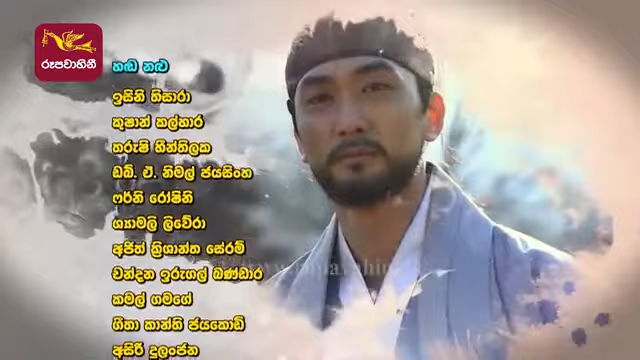 රූපවාහිනී
හඬ නළු
ඉසිනි තිසාරා
කුෂාන් කල්හාර
තරුෂි හීන්තිලක
ඩබ්. ඒ. නිමල් ජයසිංහ
ෆර්නි රෝෂිනි
ශ්‍යාමලි ලිවේරා
අජිත් ක්‍රිශාන්ත සේරම්
චන්දන ඉරුගල් බණ්ඩාර
කමල් ගමගේ
ගීතා කාන්ති ජයකොඩි
අසිරි දුලංජන